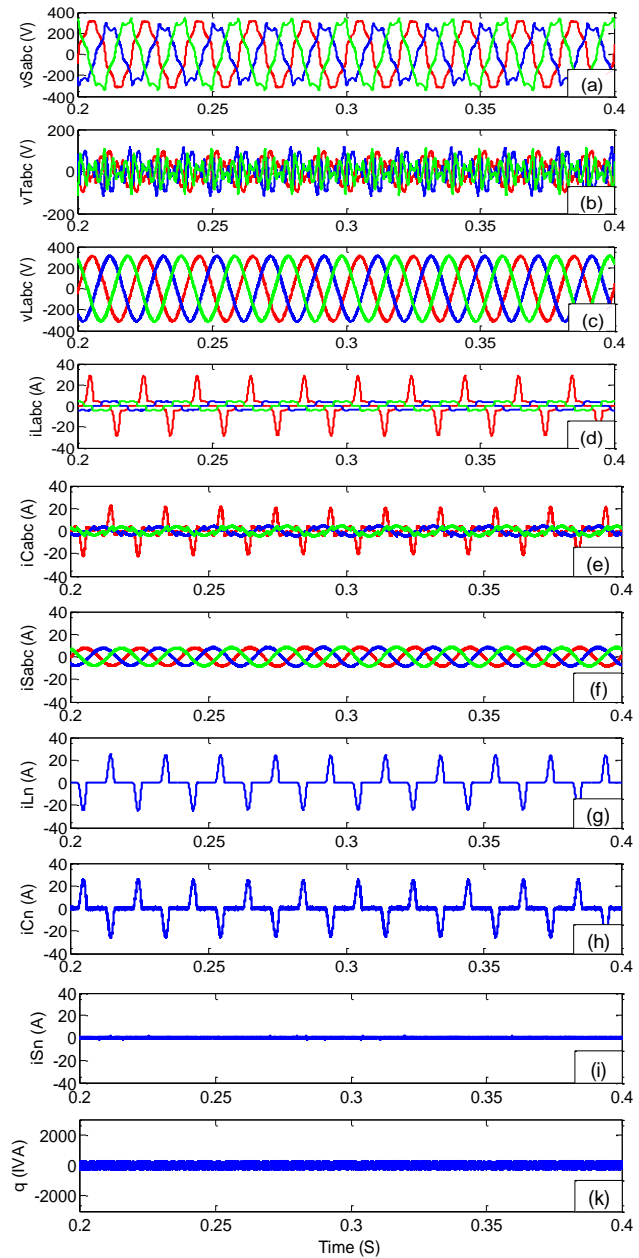 400
200
0
-200
400
vSabc (V)
(a)
0.2 0.25 0.3 0.35 0.4
200
0
-200
vTabc (V)
(b)
0.2 0.25 0.3 0.35 0.4
400
200
0
-200
400
vLabc (V)
(c)
0.2 0.25 0.3 0.35 0.4
40
20
0
-20
-40
iLabc (A)
(d)
0.2 0.25 0.3 0.35 0.4
40
20
0
-20
-40
iCabc (A)
(e)
0.2 0.25 0.3 0.35 0.4
40
20
0
-20
-40
iSabc (A)
(f)
0.2 0.25 0.3 0.35 0.4
40
20
0
-20
-40
iLn (A)
(g)
0.2 0.25 0.3 0.35 0.4
40
20
0
-20
-40
iCn (A)
(h)
0.2 0.25 0.3 0.35 0.4
40
20
0
-20
-40
iSn (A)
(i)
0.2 0.25 0.3 0.35 0.4
2000
0
-2000
q (IVA)
(k)
0.2 0.25 0.3 0.35 0.4
Time (S)